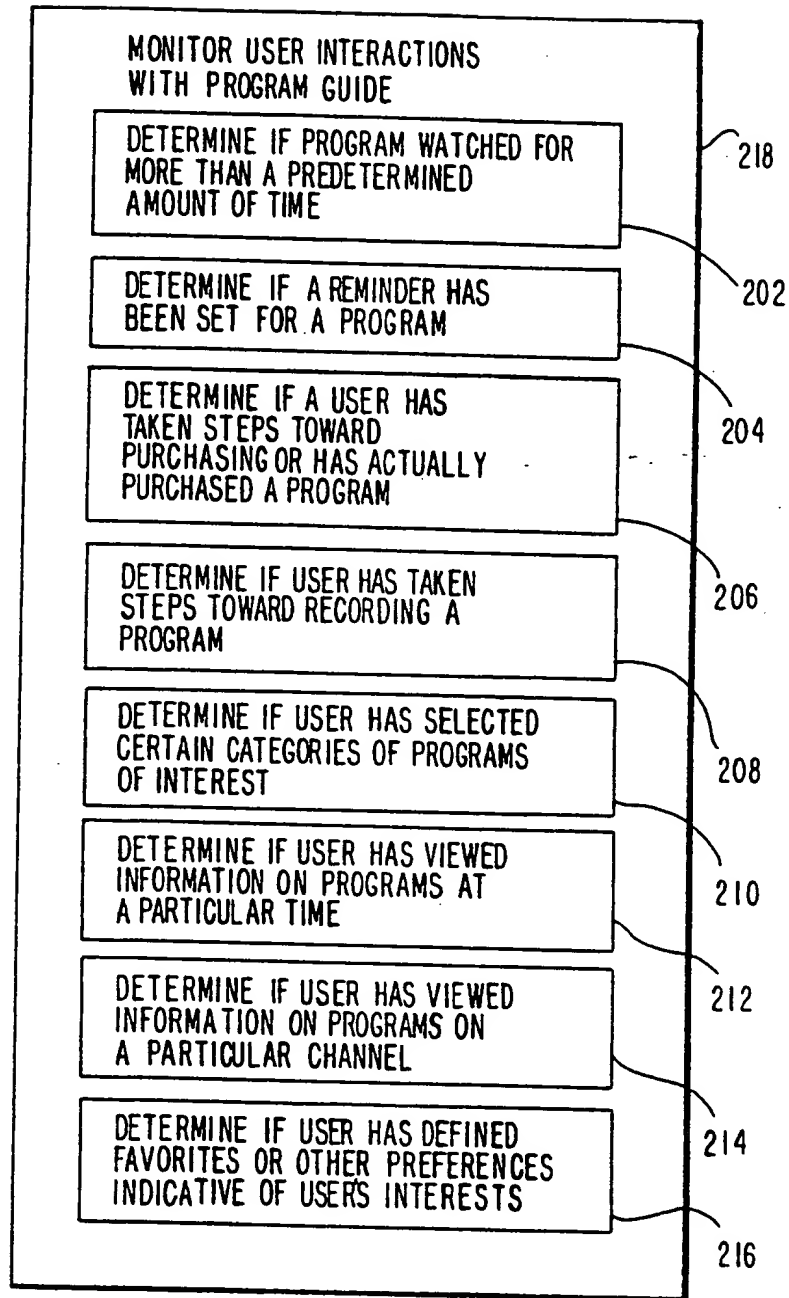 MONITOR USER INTERACTIONS
WITH PROGRAM GUIDE
218
DETERMINE IF PROGRAM WATCHED FOR
MORE THAN A PREDETERMINED
AMOUNT OF TIME
202
DETERMINE IF A REMINDER HAS
BEEN SET FOR A PROGRAM
204
DETERMINE IF A USER HAS
TAKEN STEPS TOWARD
PURCHASING OR HAS ACTUALLY
PURCHASED A PROGRAM
206
DETERMINE IF USER HAS TAKEN
STEPS TOWARD RECORDING A
PROGRAM
208
DETERMINE IF USER HAS SELECTED
CERTAIN CATEGORIES OF PROGRAMS
OF INTEREST
210
DETERMINE IF USER HAS VIEWED
INFORMATION ON PROGRAMS AT
A PARTICULAR TIME
212
DETERMINE IF USER HAS VIEWED
INFORMATION ON PROGRAMS ON
A PARTICULAR CHANNEL
214
DETERMINE IF USER HAS DEFINED
FAVORITES OR OTHER PREFERENCES
INDICATIVE OF USER'S INTERESTS
216